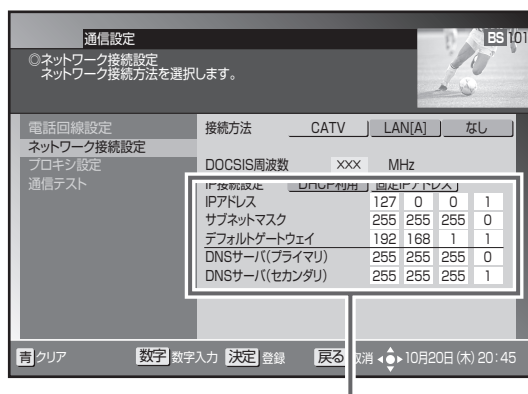 通信設定
BS 101
◎ネットワーク接続設定
ネットワーク接続方法を選択します。
電話回線設定
ネットワーク接続設定
プロキシ設定
通信テスト
接続方法 CATV LAN[A] なし
DOCSIS周波数 XXX MHz
IP接続設定 DHCP利用 固定IPアドレス
IPアドレス 127 0 0 1
サブネットマスク 255 255 255 0
デフォルトゲートウェイ 192 168 1 1
DNSサーバ(プライマリ) 255 255 255 0
DNSサーバ(セカンダリ) 255 255 255 1
青 クリア 数字 数字入力 決定 登録 戻る 取消 10月20日(木) 20:45